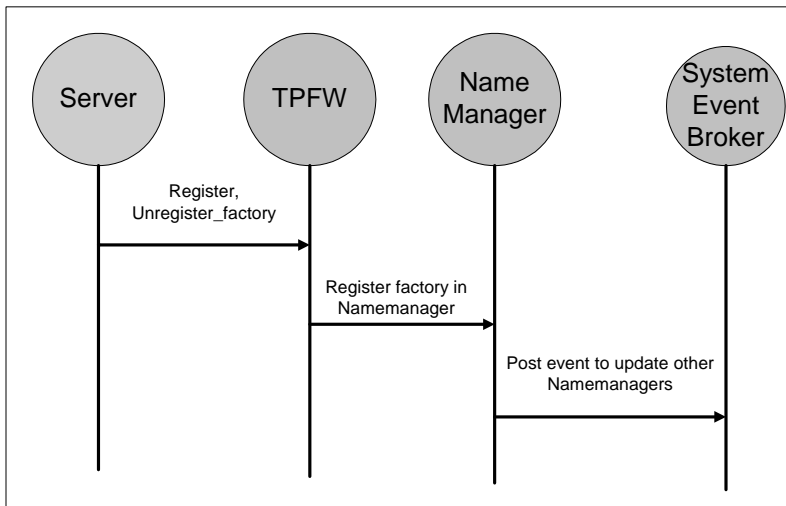 Server
TPFW
Name
Manager
System
Event
Broker
Register,
Unregister_factory
Register factory in
Namemanager
Post event to update other
Namemanagers